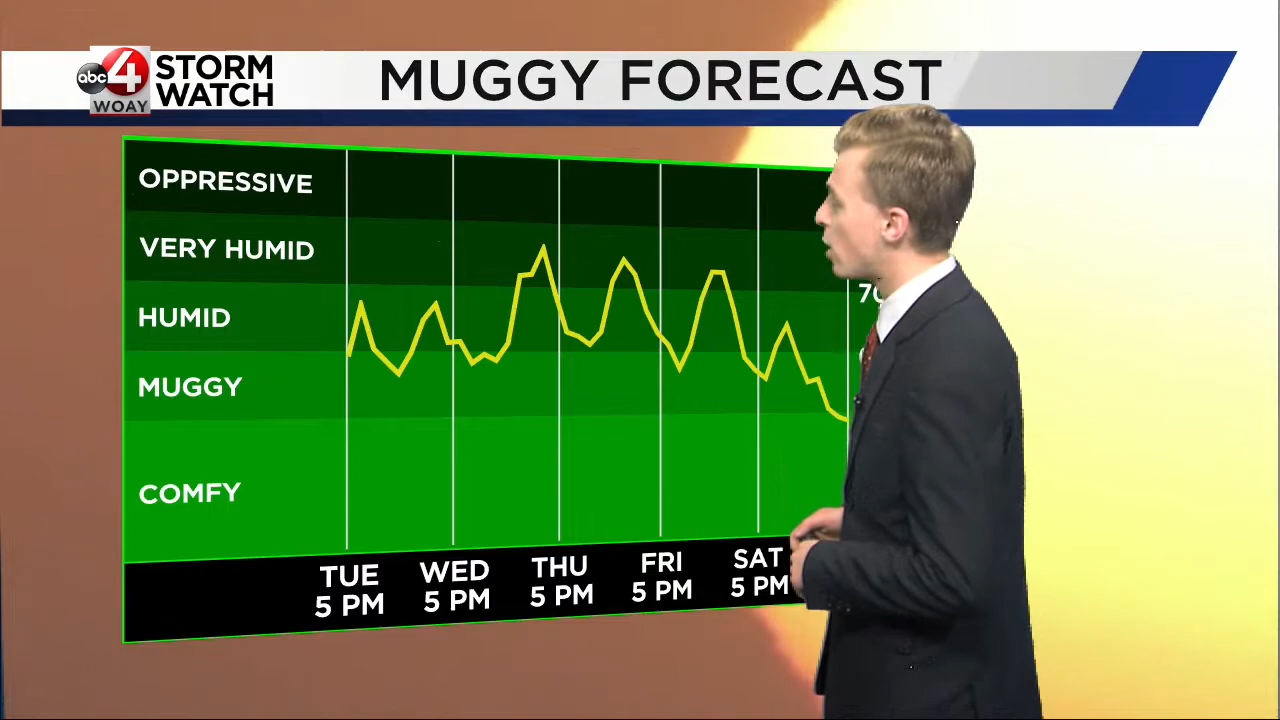 abc 4
WOAY
STORM
WATCH
MUGGY FORECAST
OPPRESSIVE
VERY HUMID
HUMID
MUGGY
COMFY
TUE
5 PM
WED
5 PM
THU
5 PM
FRI
5 PM
SAT
5 PM